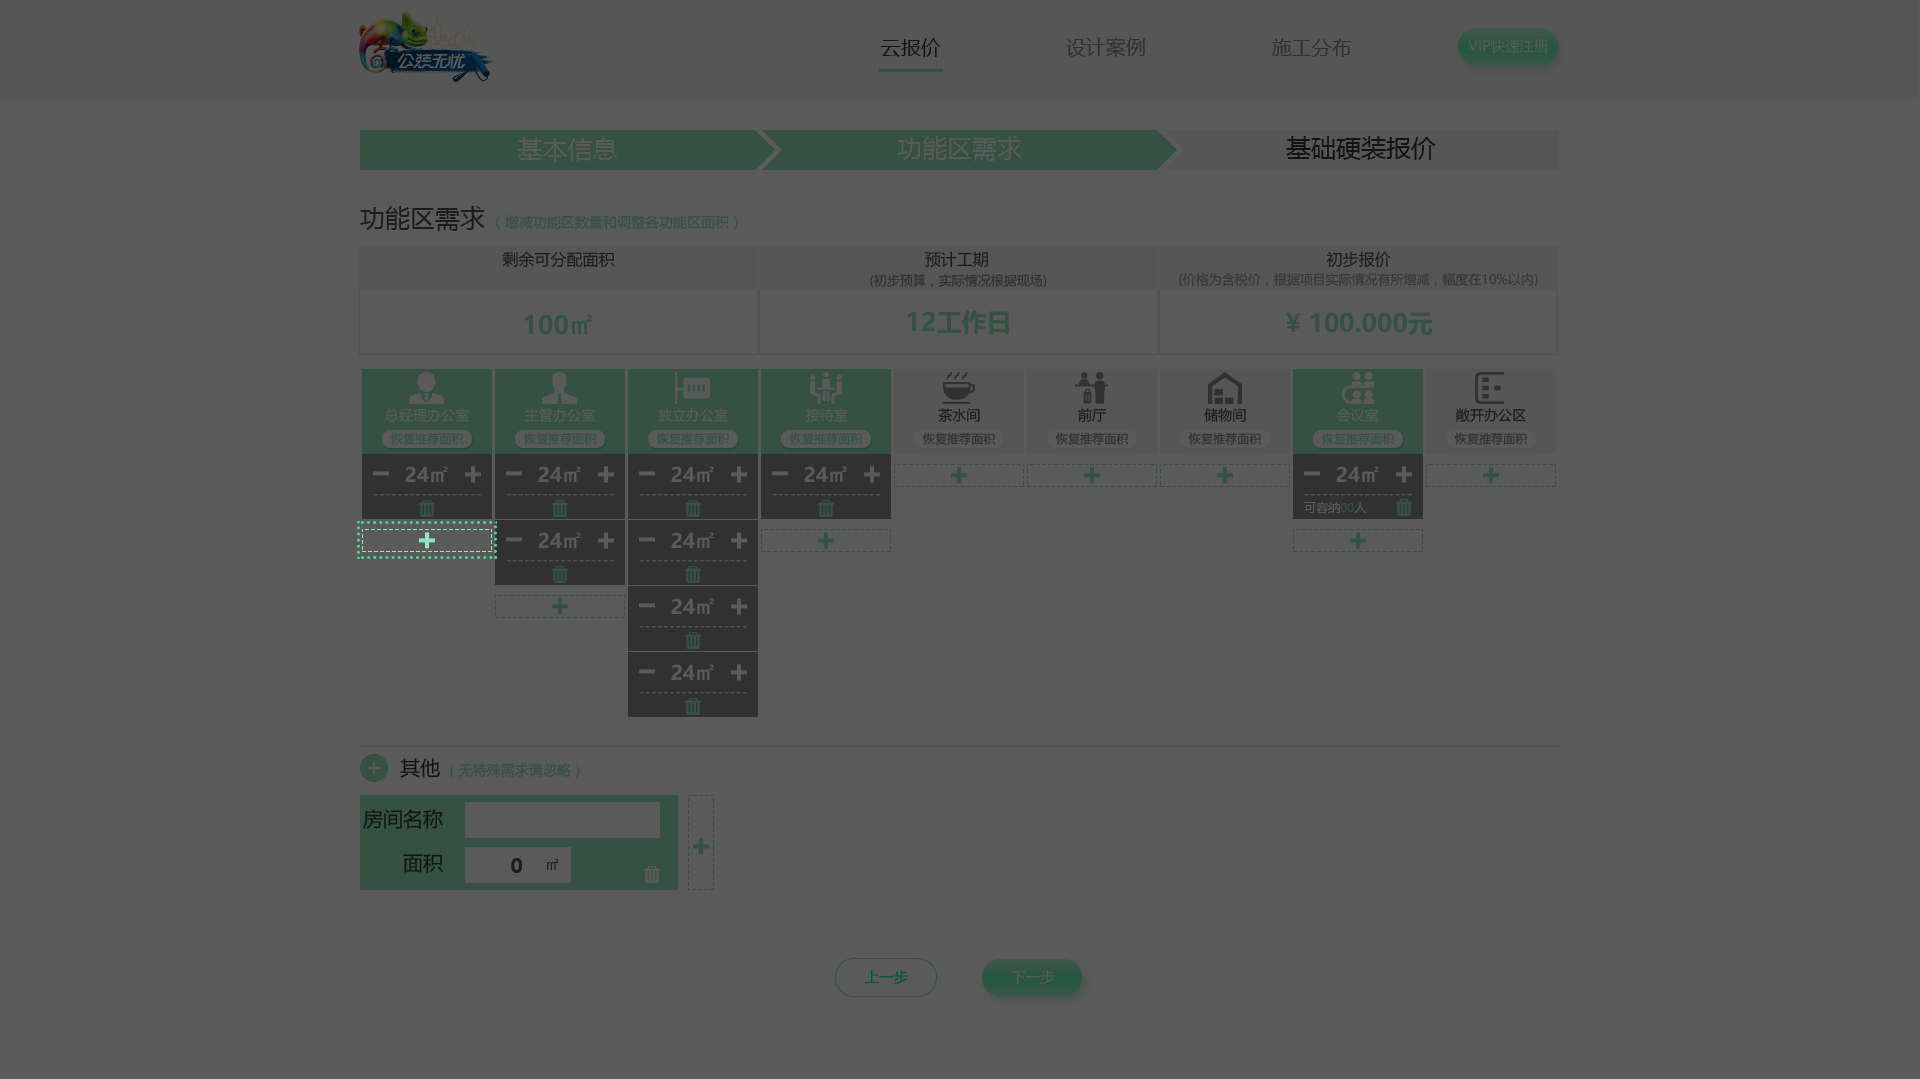 公装无忧
云报价
设计案例
施工分布
VIP快速注册
基本信息
功能区需求
基础硬装报价
功能区需求（增减功能区数量和调整各功能区面积）
剩余可分配面积
预计工期
初步报价
(初步预算，实际情况根据现场)
(价格为含税价，根据项目实际情况有所增减，幅度在10%以内)
100㎡
12工作日
¥ 100.000元
总经理办公室
主管办公室
独立办公室
接待室
茶水间
前厅
储物间
会议室
敞开办公区
恢复推荐面积
恢复推荐面积
恢复推荐面积
恢复推荐面积
恢复推荐面积
恢复推荐面积
恢复推荐面积
恢复推荐面积
恢复推荐面积
24㎡
24㎡
24㎡
24㎡
24㎡
可容纳00人
24㎡
24㎡
24㎡
24㎡
其他（无特殊需求请忽略）
房间名称
面积
0 ㎡
上一步
下一步